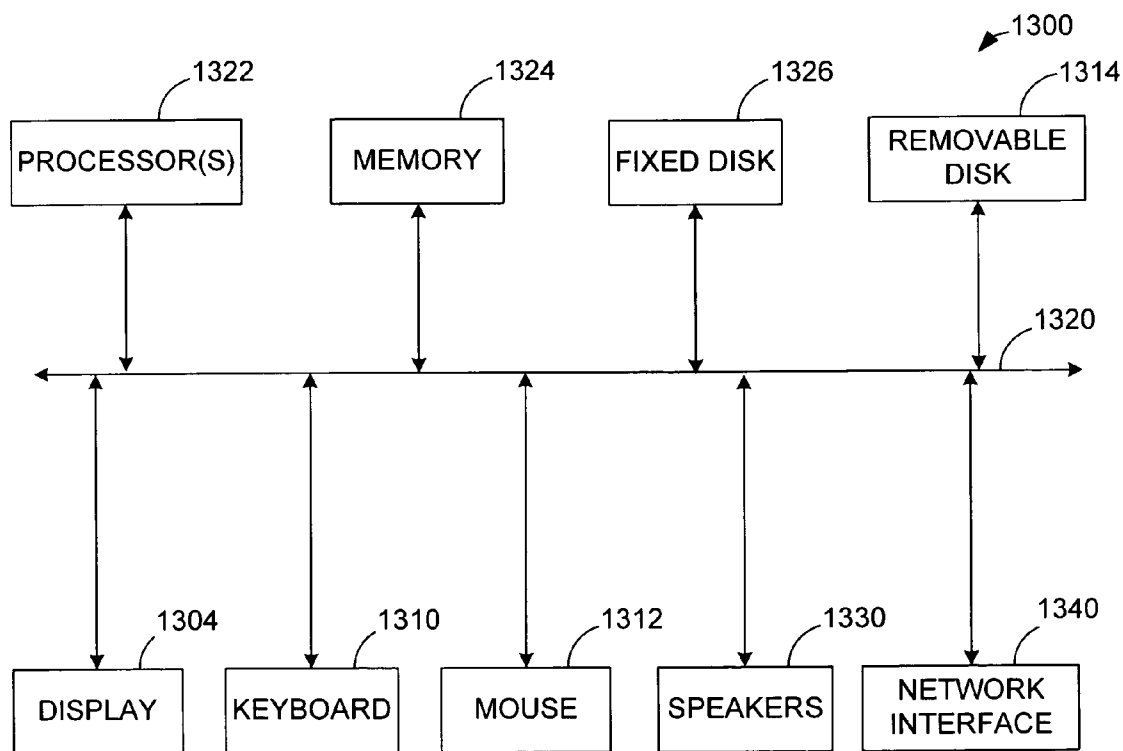 1300
1322
1324
1326
1314
PROCESSOR(S)
MEMORY
FIXED DISK
REMOVABLE
DISK
1320
1304
1310
1312
1330
1340
DISPLAY
KEYBOARD
MOUSE
SPEAKERS
NETWORK
INTERFACE